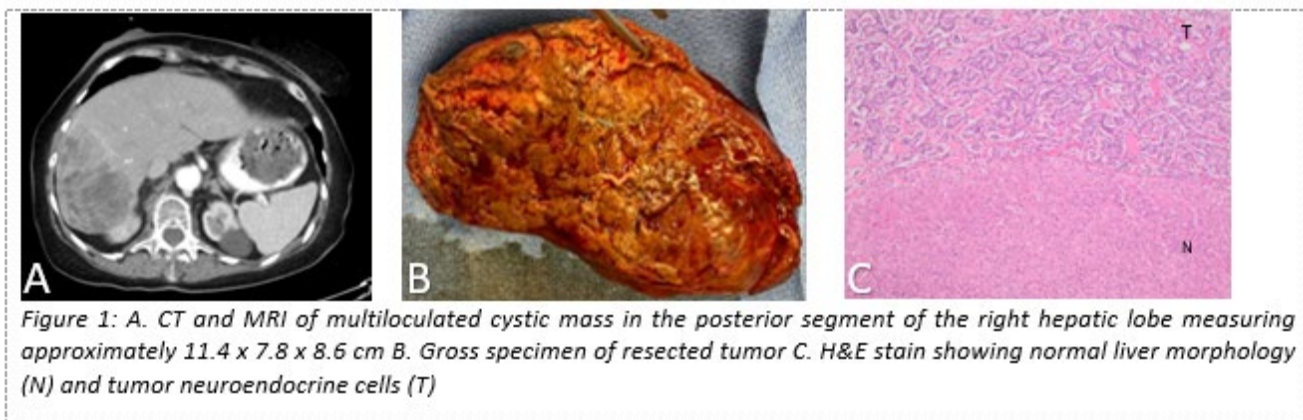 T
N
A
B
C
Figure 1: A. CT and MRI of multiloculated cystic mass in the posterior segment of the right hepatic lobe measuring
approximately 11.4 x 7.8 x 8.6 cm B. Gross specimen of resected tumor C. H&E stain showing normal liver morphology
(N) and tumor neuroendocrine cells (T)